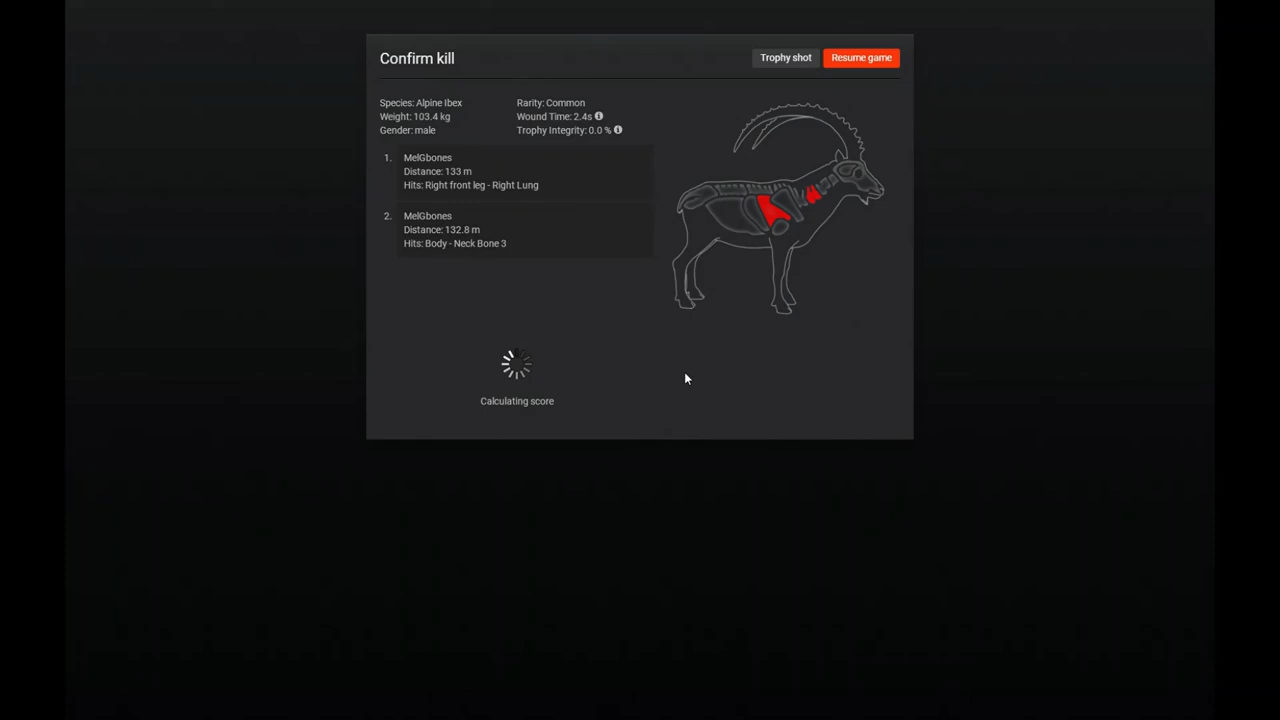 Confirm kill
Trophy shot
Resume game
Species: Alpine Ibex
Weight: 103.4 kg
Gender: male
Rarity: Common
Wound Time: 2.4s
Trophy Integrity: 0.0 %
1. MelGbones
Distance: 133 m
Hits: Right front leg - Right Lung
2. MelGbones
Distance: 132.8 m
Hits: Body - Neck Bone 3
Calculating score